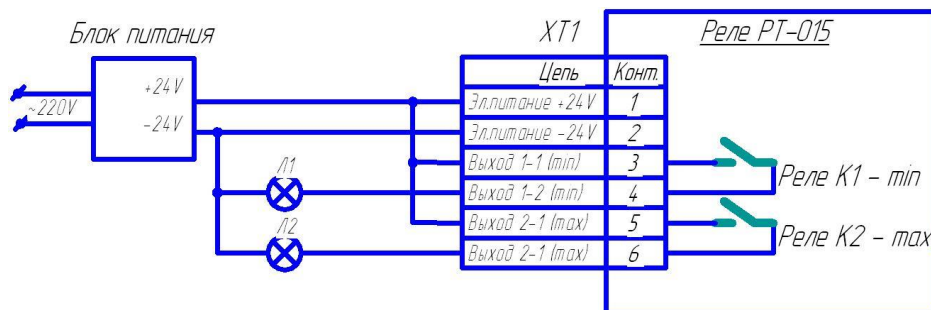 Блок питания
ХТ1
Реле РТ-015
Цепь Конт.
~220V
+24V
-24V
Эл.питание +24V 1
Эл.питание -24V 2
Выход 1-1 (min) 3
Выход 1-2 (min) 4
Выход 2-1 (max) 5
Выход 2-1 (max) 6
Л1
Л2
Реле К1 - min
Реле К2 - max